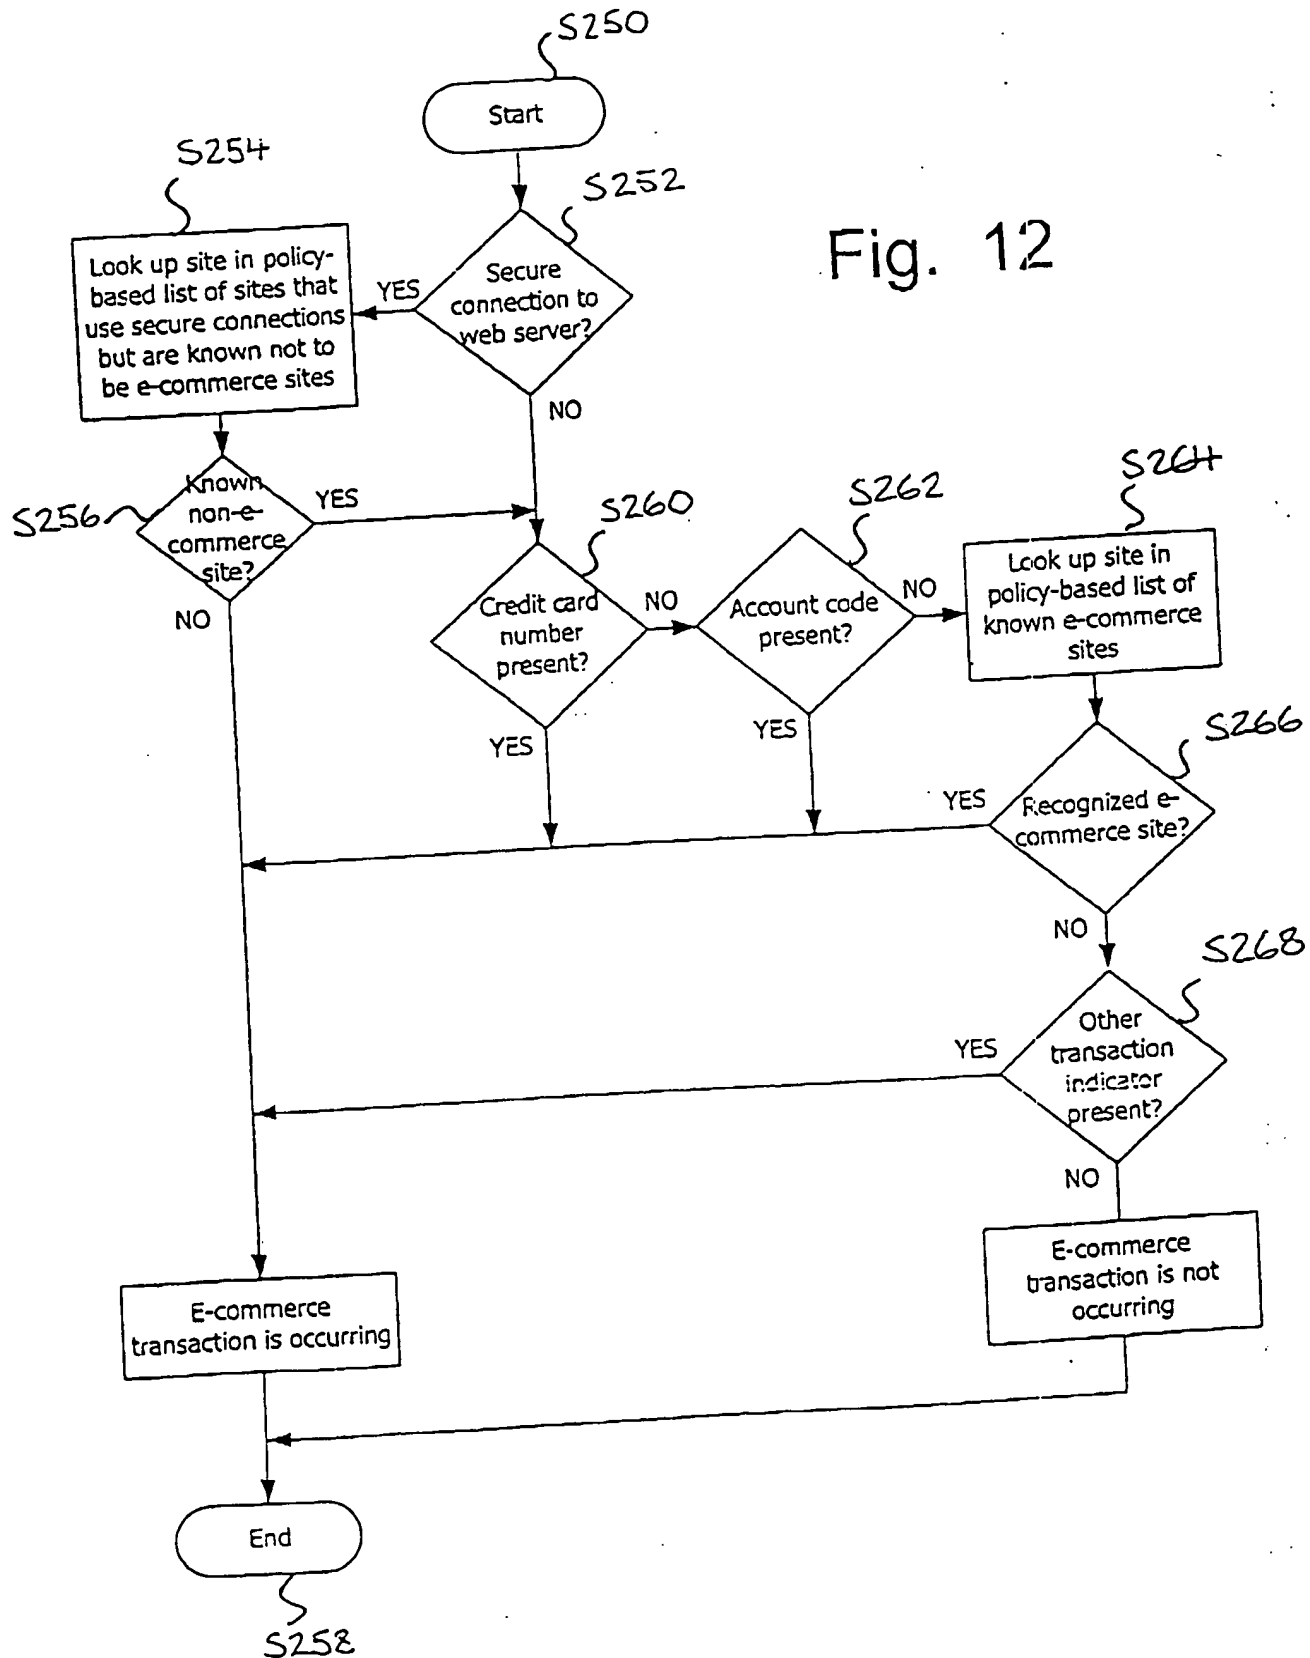 S250
Start
S254
S252
Fig. 12
Look up site in policy-
based list of sites that
use secure connections
but are known not to
be e-commerce sites
YES
Secure
connection to
web server?
NO
S256
Known
non-e-
commerce
site?
YES
NO
S260
Credit card
number
present?
NO
YES
S262
Account code
present?
NO
YES
S264
Look up site in
policy-based list of
known e-commerce
sites
S266
YES
Recognized e-
commerce site?
NO
S268
YES
Other
transaction
indicator
present?
NO
E-commerce
transaction is not
occurring
E-commerce
transaction is occurring
End
S258